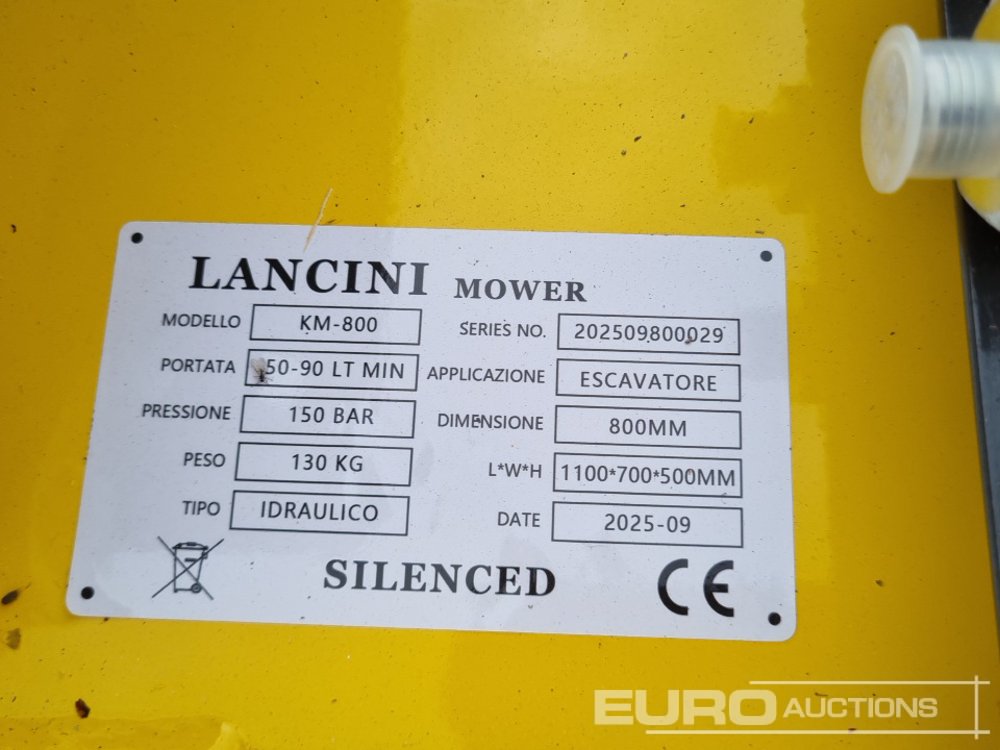 LANCINI MOWER
MODELLO KM-800 SERIES NO. 202509800029
PORTATA 50-90 LT MIN APPLICAZIONE ESCAVATORE
PRESSIONE 150 BAR DIMENSIONE 800MM
PESO 130 KG L*W*H 1100*700*500MM
TIPO IDRAULICO DATE 2025-09
SILENCED CE
EURO AUCTIONS